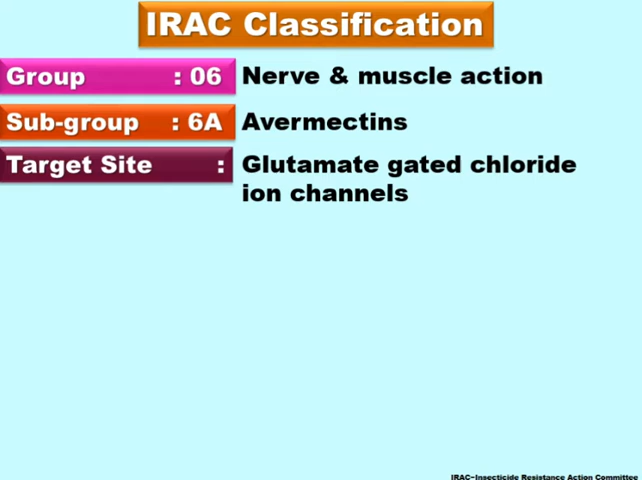 IRAC Classification
Group : 06 Nerve & muscle action
Sub-group : 6A Avermectins
Target Site : Glutamate gated chloride
ion channels
IRAC-Insecticide Resistance Action Committee